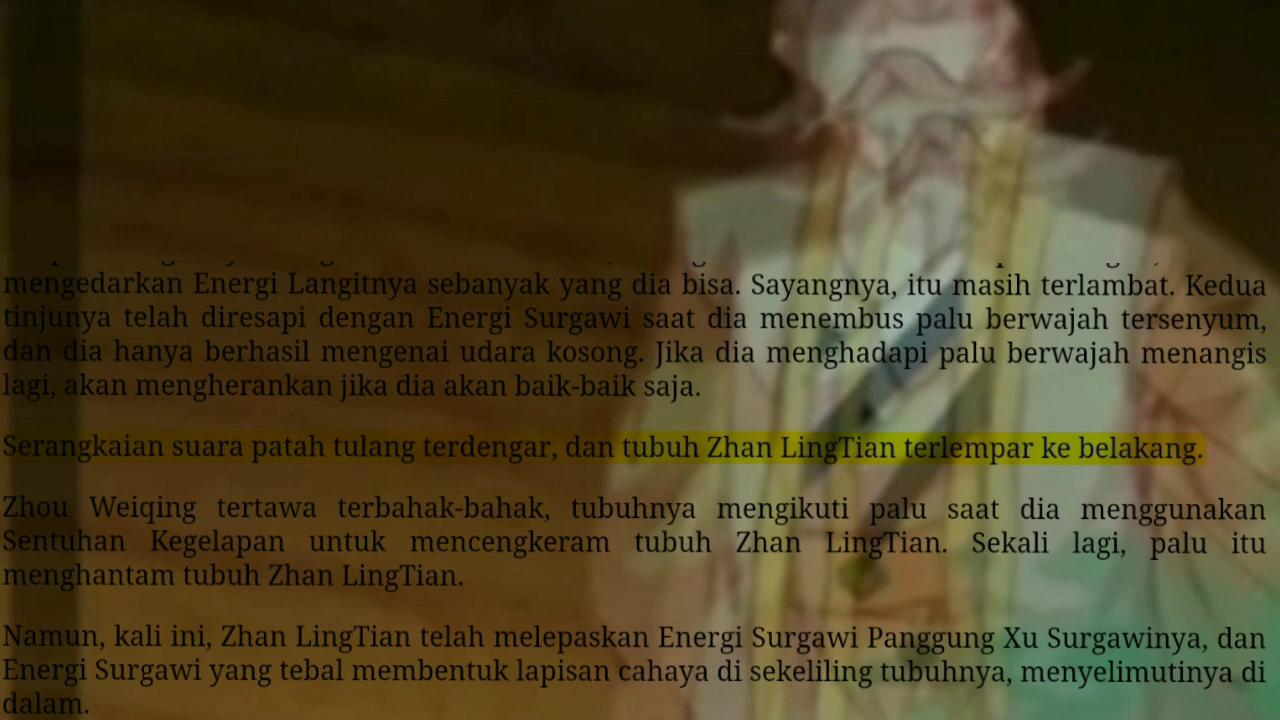 mengedarkan Energi Langitnya sebanyak yang dia bisa. Sayangnya, itu masih terlambat. Kedua
tinjunya telah diresapi dengan Energi Surgawi saat dia menembus palu berwajah tersenyum,
dan dia hanya berhasil mengenai udara kosong. Jika dia menghadapi palu berwajah menangis
lagi, akan mengherankan jika dia akan baik-baik saja.
Serangkaian suara patah tulang terdengar, dan tubuh Zhan LingTian terlempar ke belakang.
Zhou Weiqing tertawa terbahak-bahak, tubuhnya mengikuti palu saat dia menggunakan
Sentuhan Kegelapan untuk mencengkeram tubuh Zhan LingTian. Sekali lagi, palu itu
menghantam tubuh Zhan LingTian.
Namun, kali ini, Zhan LingTian telah melepaskan Energi Surgawi Panggung Xu Surgawinya, dan
Energi Surgawi yang tebal membentuk lapisan cahaya di sekeliling tubuhnya, menyelimutinya di
dalam.